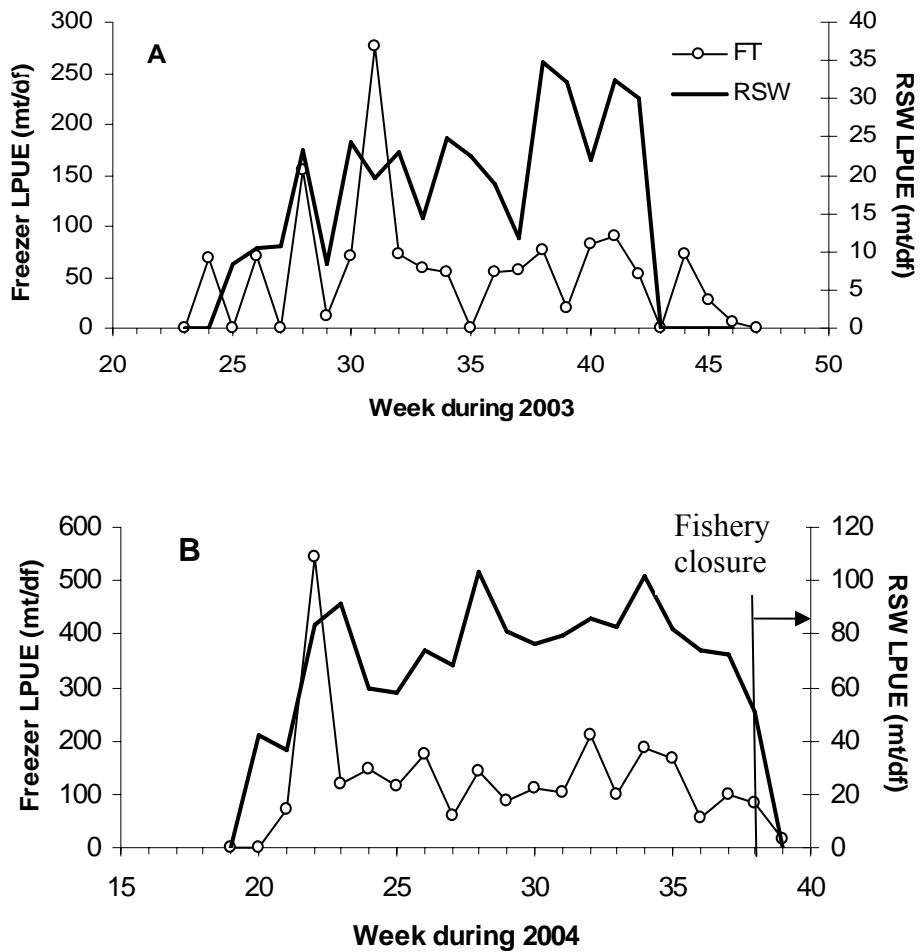 A
FT
RSW
Freezer LPUE (mt/df)
300
250
200
150
100
50
0
RSW LPUE (mt/df)
40
35
30
25
20
15
10
5
0
20 25 30 35 40 45 50
Week during 2003
B
Fishery
closure
Freezer LPUE (mt/df)
600
500
400
300
200
100
0
RSW LPUE (mt/df)
120
100
80
60
40
20
0
15 20 25 30 35 40
Week during 2004